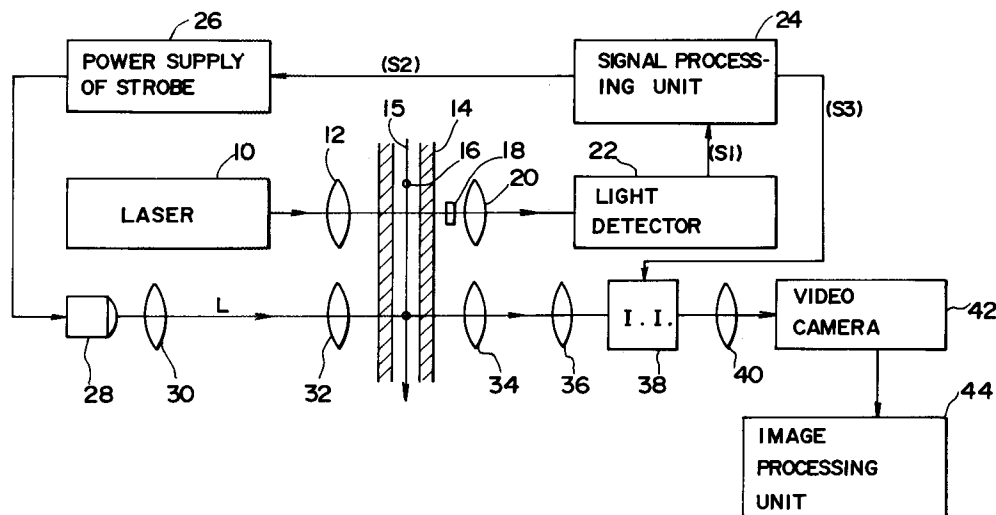 26
24
POWER SUPPLY
OF STROBE
(S2)
SIGNAL PROCESS-
ING UNIT
(S3)
15
14
10
12
16
18
20
22
(S1)
LASER
LIGHT
DETECTOR
L
I.I.
VIDEO
CAMERA
42
28
30
32
34
36
38
40
44
IMAGE
PROCESSING
UNIT